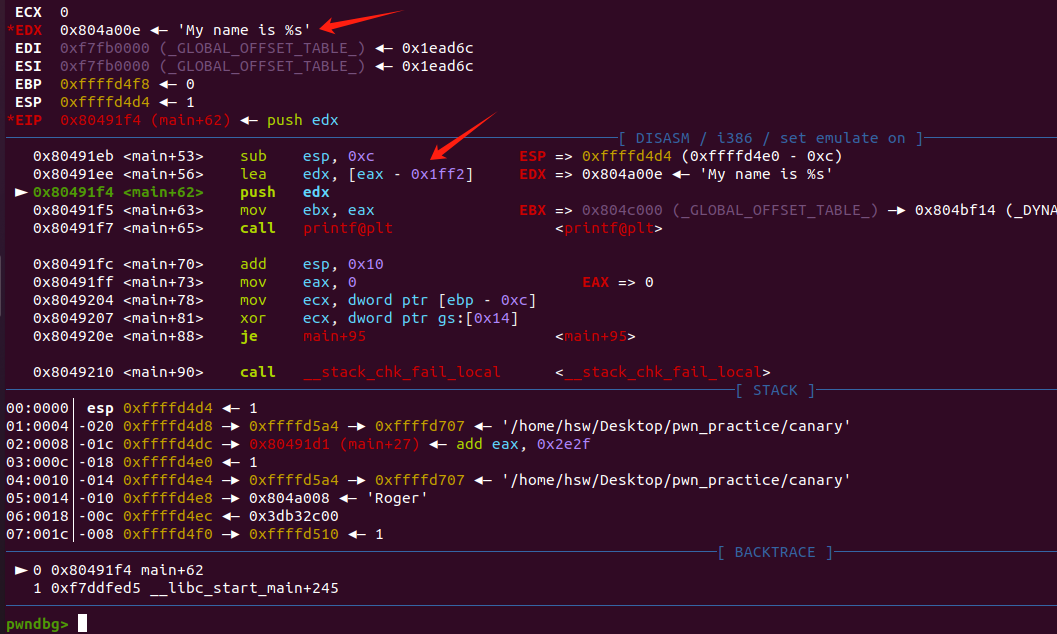 ECX  0
*EDX  0x804a00e ◂— 'My name is %s'
EDI  0xf7fb0000 (_GLOBAL_OFFSET_TABLE_) ◂— 0x1ead6c
ESI  0xf7fb0000 (_GLOBAL_OFFSET_TABLE_) ◂— 0x1ead6c
EBP  0xffffd4f8 ◂— 0
ESP  0xffffd4d4 ◂— 1
*EIP  0x80491f4 (main+62) ◂— push edx
[ DISASM / i386 / set emulate on ]
0x80491eb <main+53>    sub    esp, 0xc    ESP => 0xffffd4d4 (0xffffd4e0 - 0xc)
0x80491ee <main+56>    lea    edx, [eax - 0x1ff2]    EDX => 0x804a00e ◂— 'My name is %s'
► 0x80491f4 <main+62>    push   edx
0x80491f5 <main+63>    mov    ebx, eax    EBX => 0x804c000 (_GLOBAL_OFFSET_TABLE_) —▸ 0x804bf14 (_DYNA
0x80491f7 <main+65>    call   printf@plt    <printf@plt>
0x80491fc <main+70>    add    esp, 0x10
0x80491ff <main+73>    mov    eax, 0    EAX => 0
0x8049204 <main+78>    mov    ecx, dword ptr [ebp - 0xc]
0x8049207 <main+81>    xor    ecx, dword ptr gs:[0x14]
0x804920e <main+88>    je     main+95    <main+95>
0x8049210 <main+90>    call   __stack_chk_fail_local    <__stack_chk_fail_local>
[ STACK ]
00:0000│ esp 0xffffd4d4 ◂— 1
01:0004│-020 0xffffd4d8 —▸ 0xffffd5a4 —▸ 0xffffd707 ◂— '/home/hsw/Desktop/pwn_practice/canary'
02:0008│-01c 0xffffd4dc —▸ 0x80491d1 (main+27) ◂— add eax, 0x2e2f
03:000c│-018 0xffffd4e0 ◂— 1
04:0010│-014 0xffffd4e4 —▸ 0xffffd5a4 —▸ 0xffffd707 ◂— '/home/hsw/Desktop/pwn_practice/canary'
05:0014│-010 0xffffd4e8 —▸ 0x804a008 ◂— 'Roger'
06:0018│-00c 0xffffd4ec ◂— 0x3db32c00
07:001c│-008 0xffffd4f0 —▸ 0xffffd510 ◂— 1
[ BACKTRACE ]
► 0 0x80491f4 main+62
1 0xf7ddfed5 __libc_start_main+245
pwndbg>